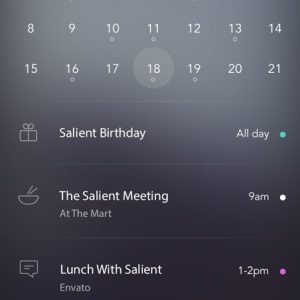 8 9 10 11 12 13 14
15 16 17 18 19 20 21
Salient Birthday All day
The Salient Meeting 9am
At The Mart
Lunch With Salient 1-2pm
Envato